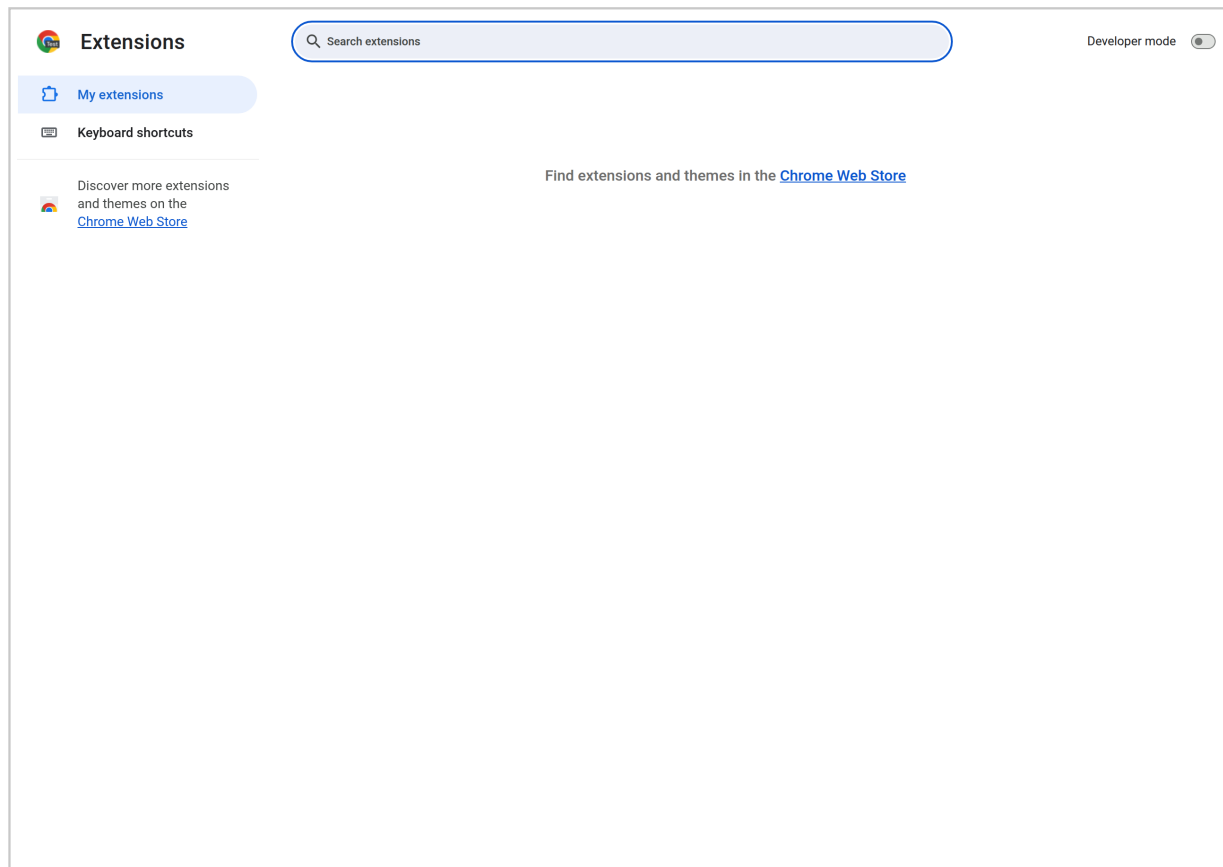 Extensions
Search extensions
Developer mode
My extensions
Keyboard shortcuts
Discover more extensions
and themes on the
Chrome Web Store
Find extensions and themes in the Chrome Web Store
Test